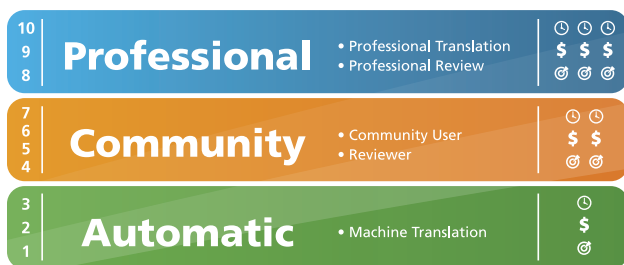 10
9
8
Professional
• Professional Translation
• Professional Review
$ $ $
7
6
5
4
Community
• Community User
• Reviewer
$ $
3
2
1
Automatic
• Machine Translation
$